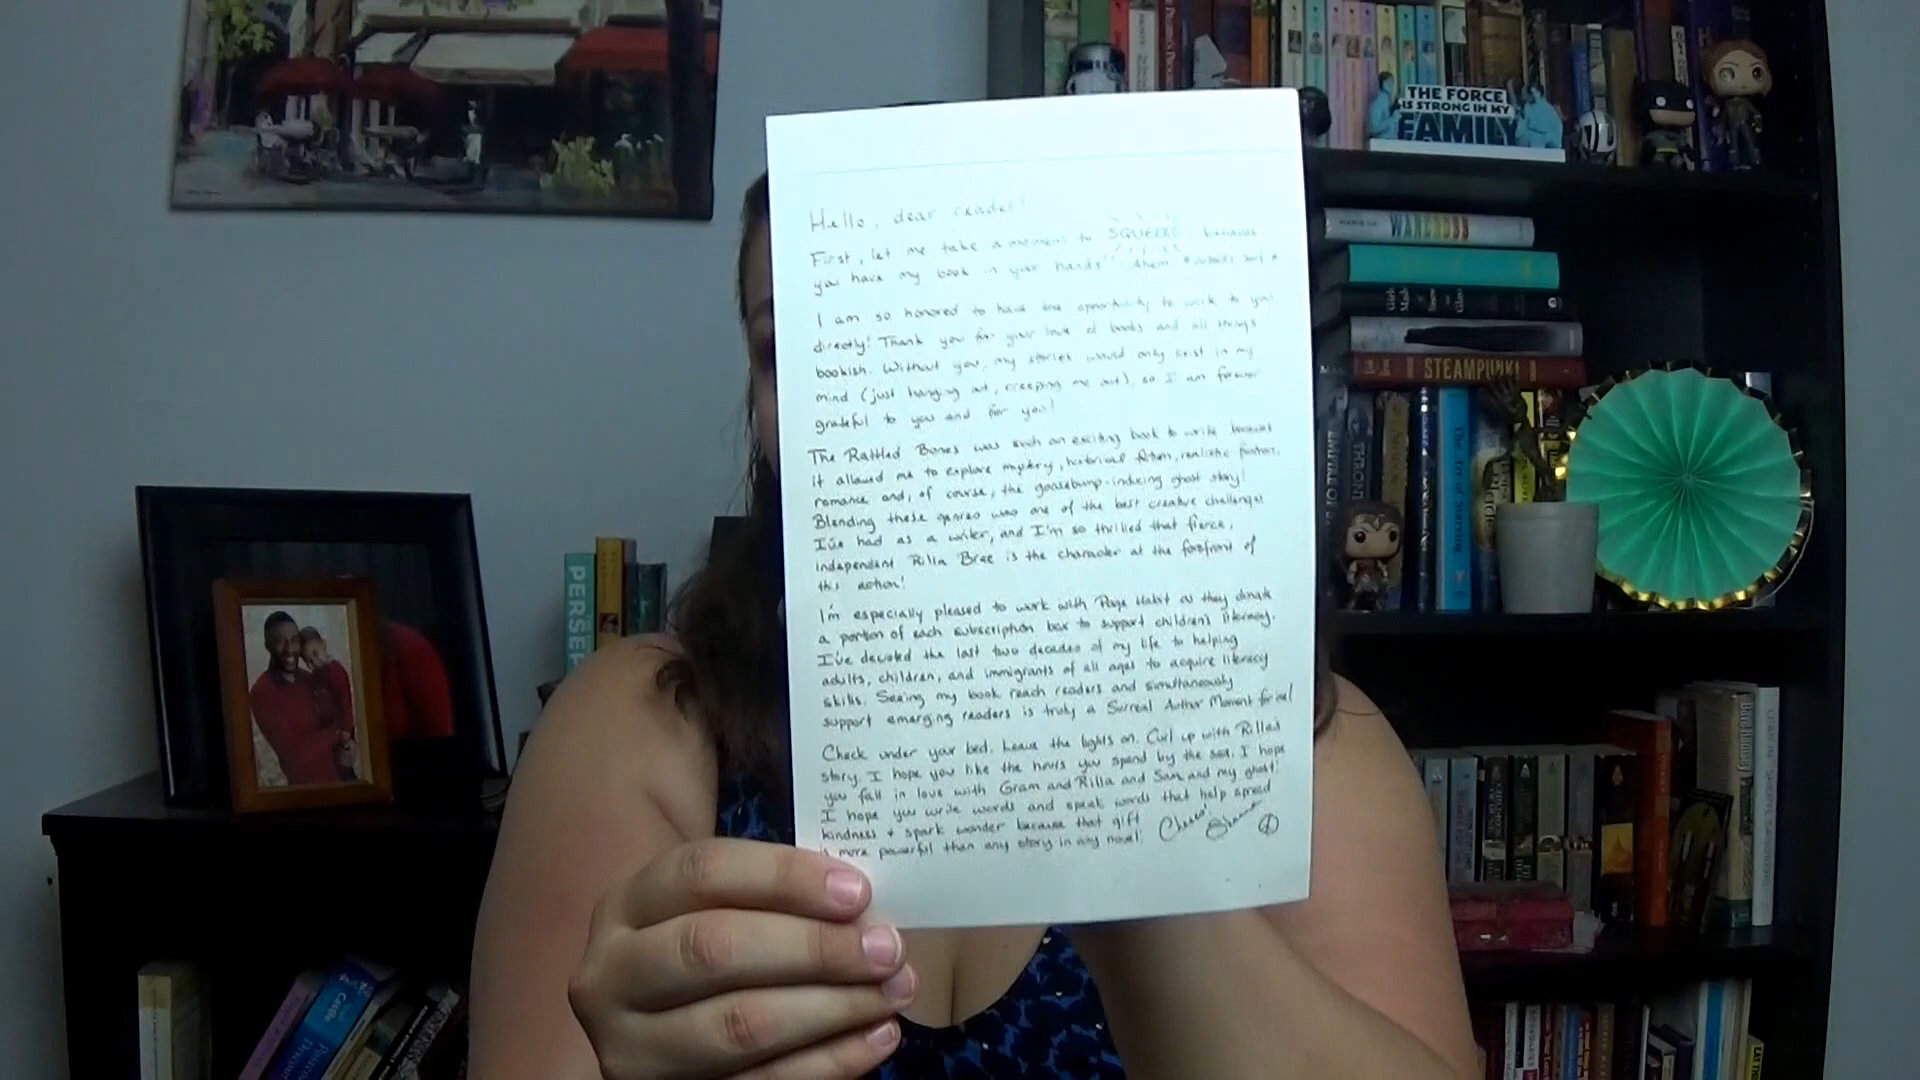 Hello, dear reader!
First, let me take a moment to SQUEEE because
you have my book in your hands!
I am so honored to have the opportunity to write to you
directly! Thank you for your love of books and all things
bookish. Without you, my stories would only exist in my
mind (just hanging out, creeping me out), so I am forever
grateful to you and for you!
The Rattled Bones was such an exciting book to write because
it allowed me to explore mystery, historical fiction, realistic fiction,
romance and, of course, the goosebump-inducing ghost story!
Blending these genres was one of the best creative challenges
I've had as a writer, and I'm so thrilled that fierce,
independent Rilla Brae is the character at the forefront of
this action!
I'm especially pleased to work with Page Habit as they donate
a portion of each subscription box to support children's literacy.
I've devoted the last two decades of my life to helping
adults, children, and immigrants of all ages to acquire literacy
skills. Seeing my book reach readers and simultaneously
support emerging readers is truly a Surreal Author Moment for me!
Check under your bed. Leave the lights on. Curl up with Rilla's
story. I hope you like the hours you spend by the sea. I hope
you fall in love with Gram and Rilla and Sam and my ghost!
I hope you write words and speak words that help spread
kindness + spark wonder because that gift
is more powerful than any story in any novel!
Cheers!
THE FORCE
IS STRONG IN MY
FAMILY
WARCROSS
STEAMPUNK!
The Art of Starving
EMPIRE OF
THRONE
PERSE